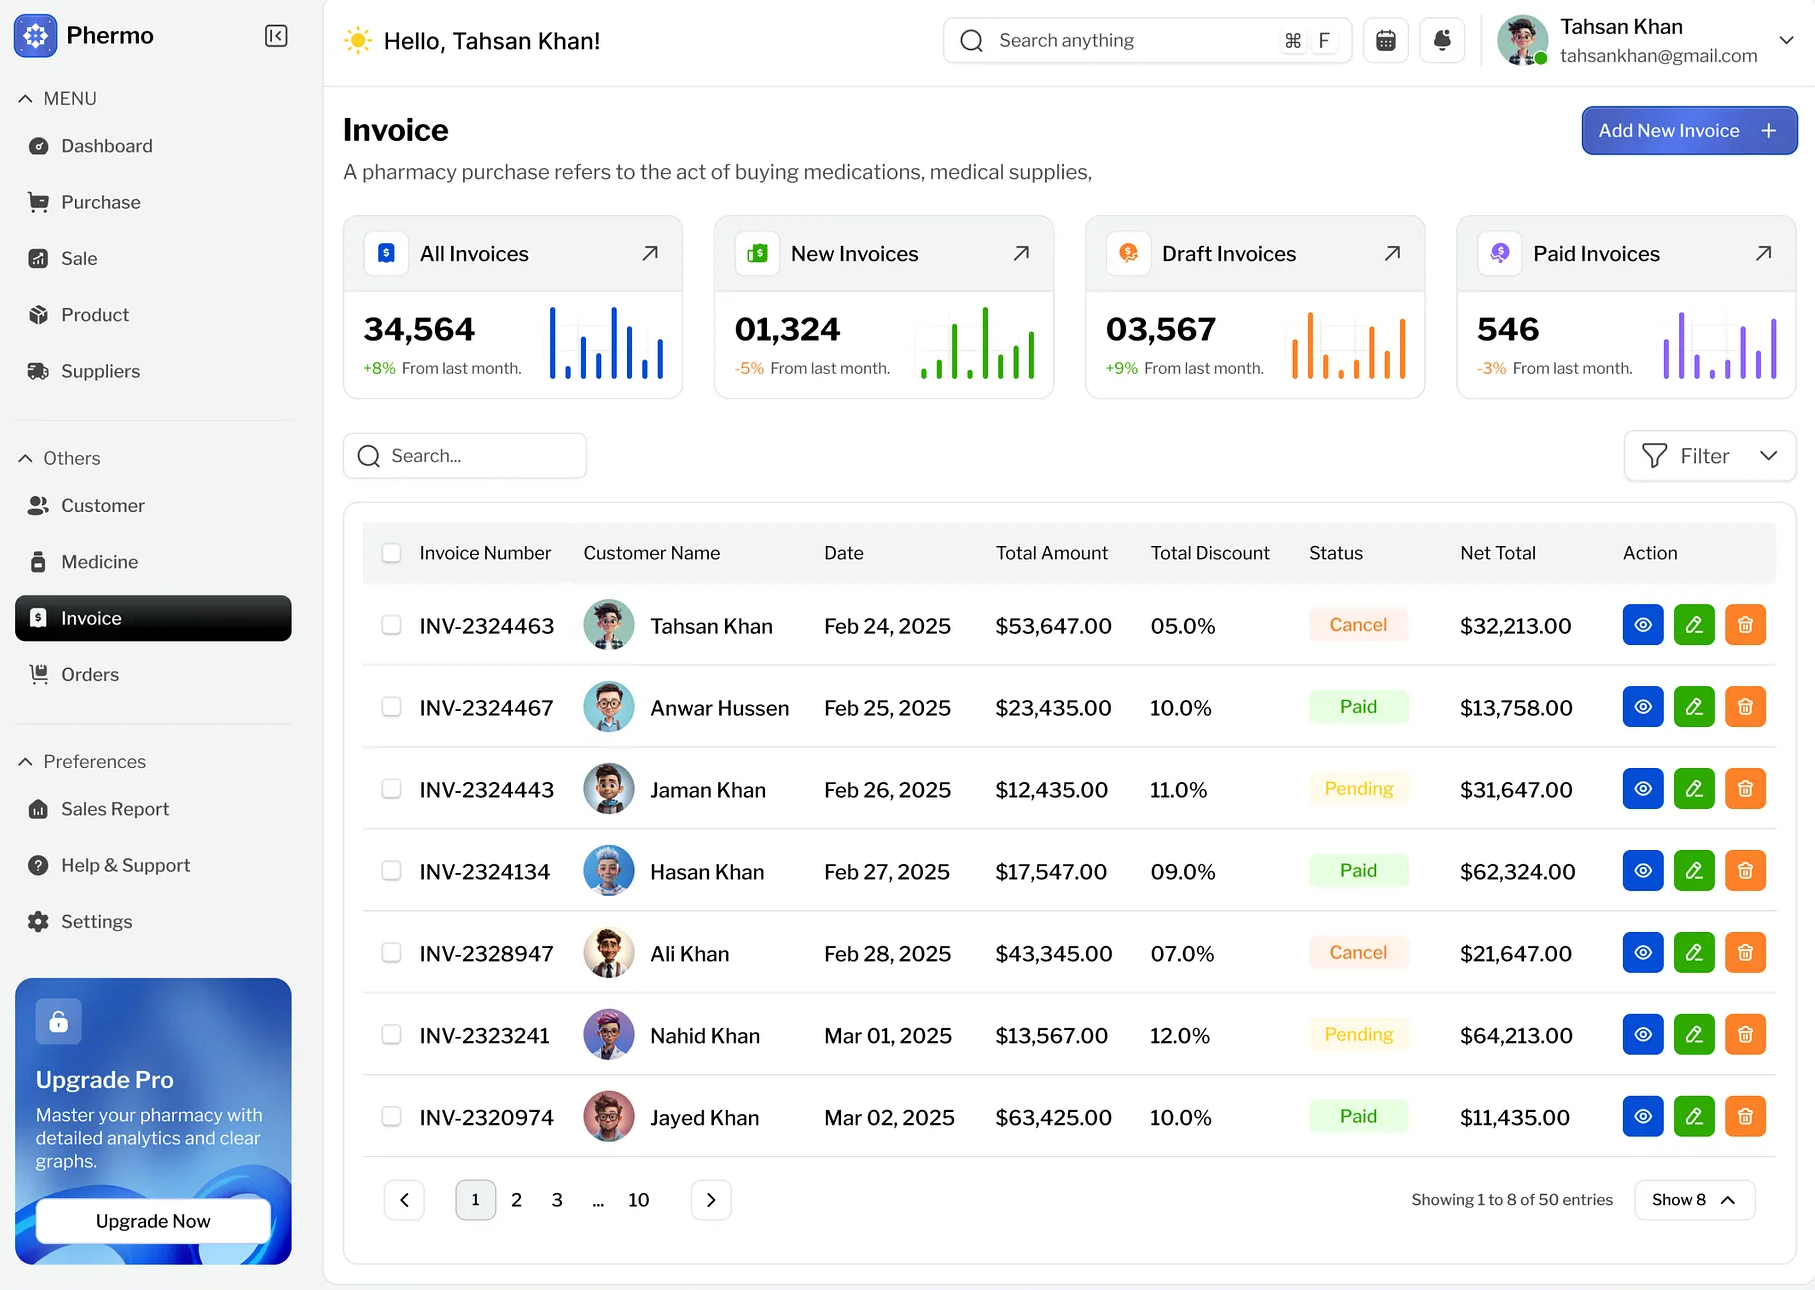 Phermo
MENU
Dashboard
Purchase
Sale
Product
Suppliers
Others
Customer
Medicine
Invoice
Orders
Preferences
Sales Report
Help & Support
Settings
Upgrade Pro
Master your pharmacy with
detailed analytics and clear
graphs.
Upgrade Now
Hello, Tahsan Khan!
Search anything ⌘ F
Tahsan Khan
tahsankhan@gmail.com
Invoice
Add New Invoice +
A pharmacy purchase refers to the act of buying medications, medical supplies,
All Invoices
34,564
+8% From last month.
New Invoices
01,324
-5% From last month.
Draft Invoices
03,567
+9% From last month.
Paid Invoices
546
-3% From last month.
Search...
Filter
Invoice Number Customer Name Date Total Amount Total Discount Status Net Total Action
INV-2324463 Tahsan Khan Feb 24, 2025 $53,647.00 05.0% Cancel $32,213.00
INV-2324467 Anwar Hussen Feb 25, 2025 $23,435.00 10.0% Paid $13,758.00
INV-2324443 Jaman Khan Feb 26, 2025 $12,435.00 11.0% Pending $31,647.00
INV-2324134 Hasan Khan Feb 27, 2025 $17,547.00 09.0% Paid $62,324.00
INV-2328947 Ali Khan Feb 28, 2025 $43,345.00 07.0% Cancel $21,647.00
INV-2323241 Nahid Khan Mar 01, 2025 $13,567.00 12.0% Pending $64,213.00
INV-2320974 Jayed Khan Mar 02, 2025 $63,425.00 10.0% Paid $11,435.00
1 2 3 ... 10
Showing 1 to 8 of 50 entries
Show 8